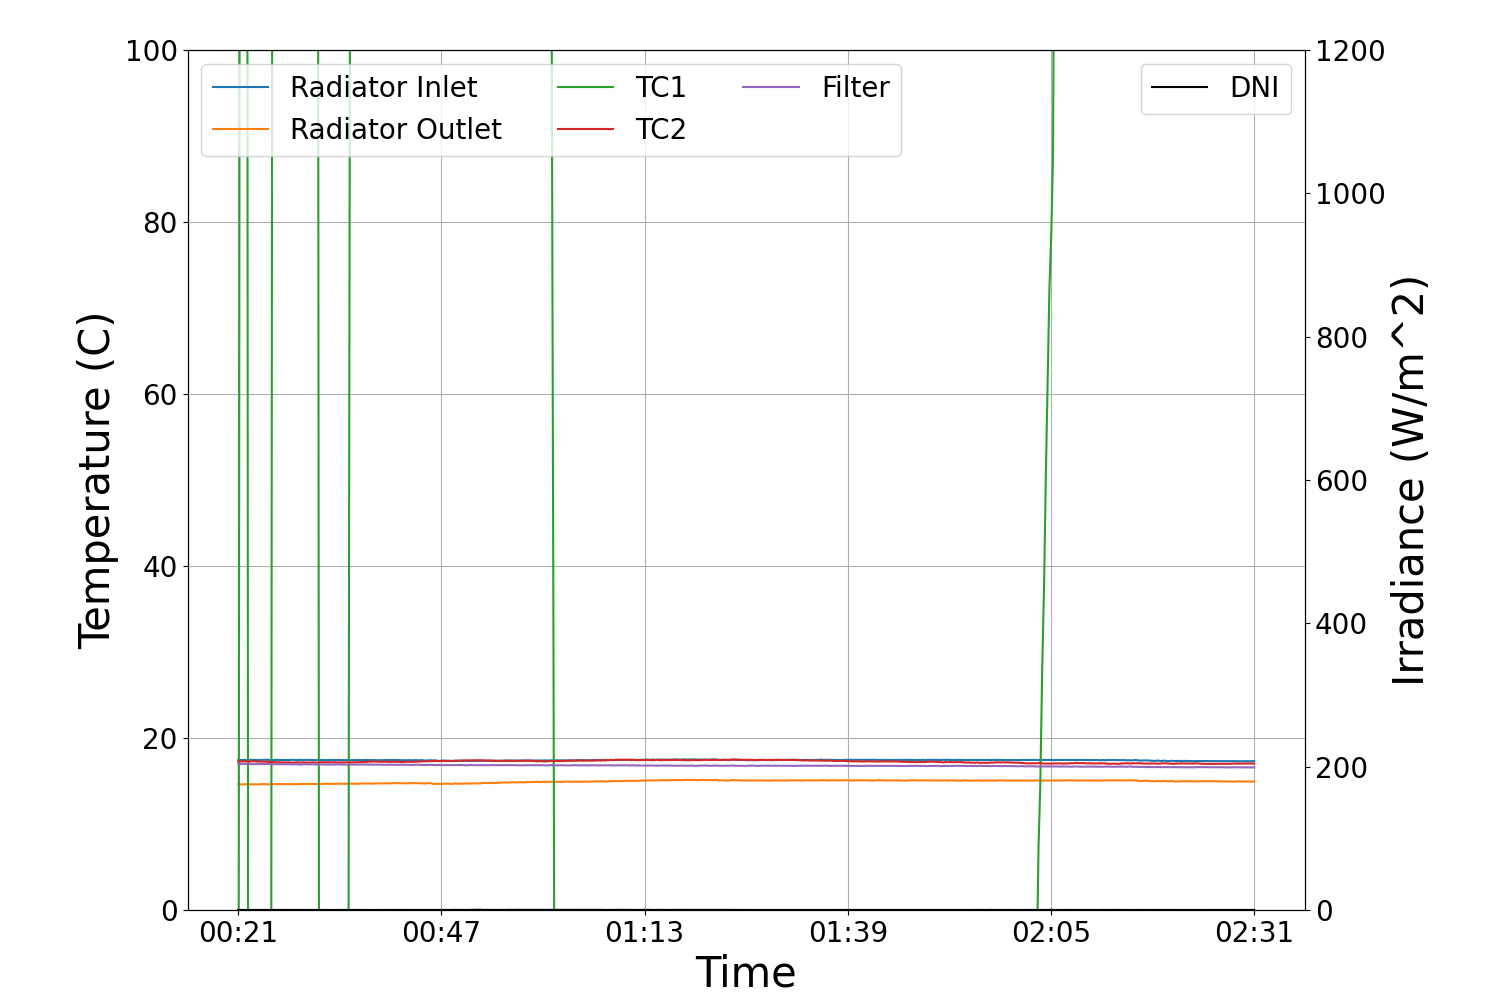 100
80
60
40
20
0
Temperature (C)
Radiator Inlet
Radiator Outlet
TC1
TC2
Filter
DNI
1200
1000
800
600
400
200
0
Irradiance (W/m^2)
00:21 00:47 01:13 01:39 02:05 02:31
Time